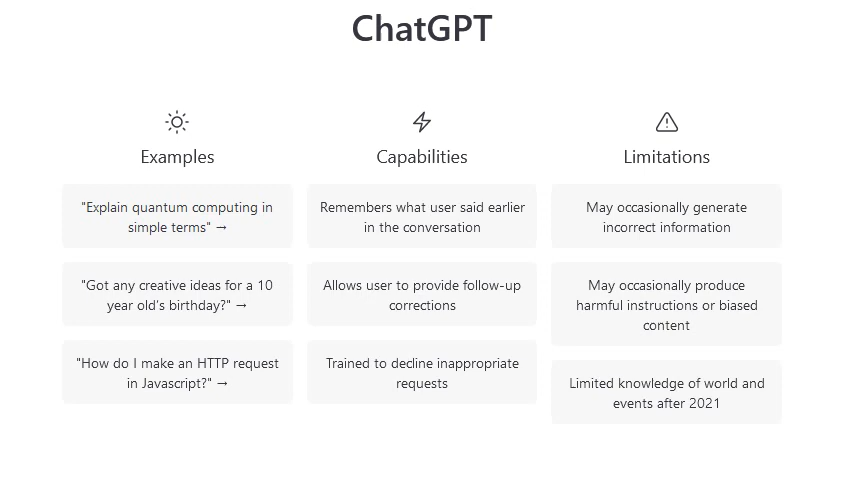 ChatGPT
Examples
"Explain quantum computing in
simple terms" →
"Got any creative ideas for a 10
year old's birthday?" →
"How do I make an HTTP request
in Javascript?" →
Capabilities
Remembers what user said earlier
in the conversation
Allows user to provide follow-up
corrections
Trained to decline inappropriate
requests
Limitations
May occasionally generate
incorrect information
May occasionally produce
harmful instructions or biased
content
Limited knowledge of world and
events after 2021